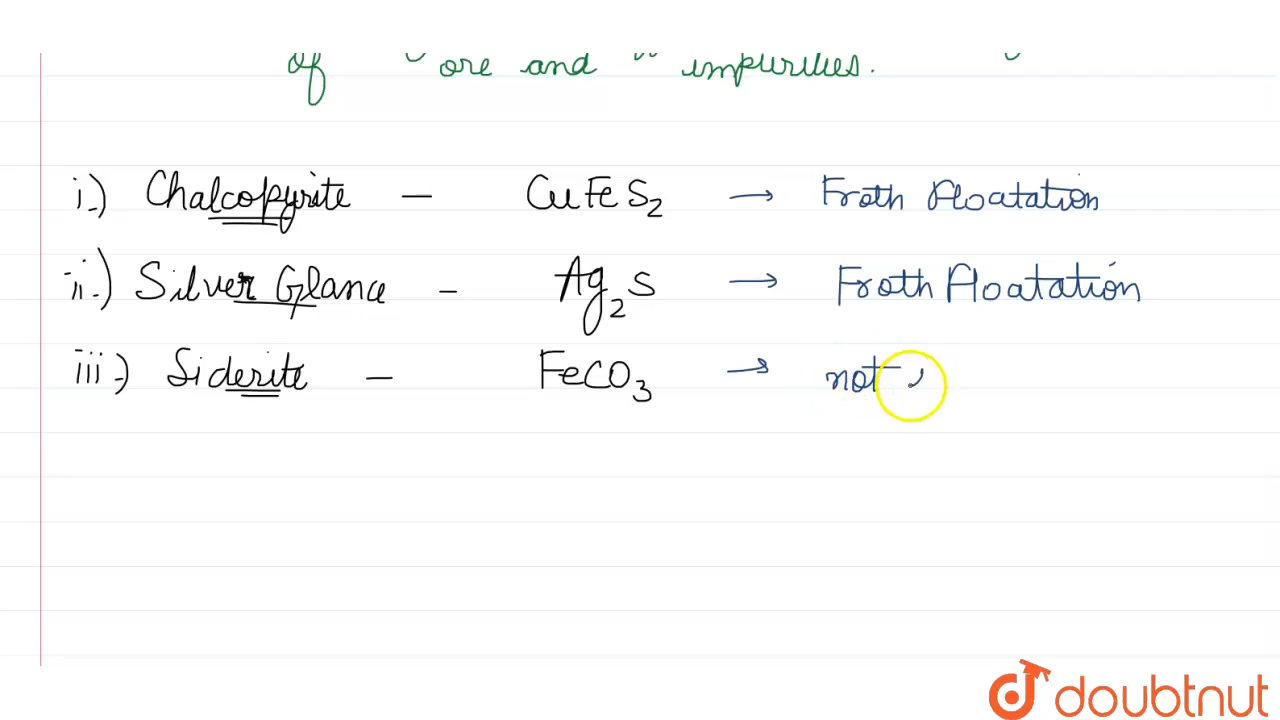 of ore and impurities.
i.) Chalcopyrite - CuFeS2 → Froth Floatation
ii.) Silver Glance - Ag2S → Froth Floatation
iii.) Siderite - FeCO3 → not
doubtnut